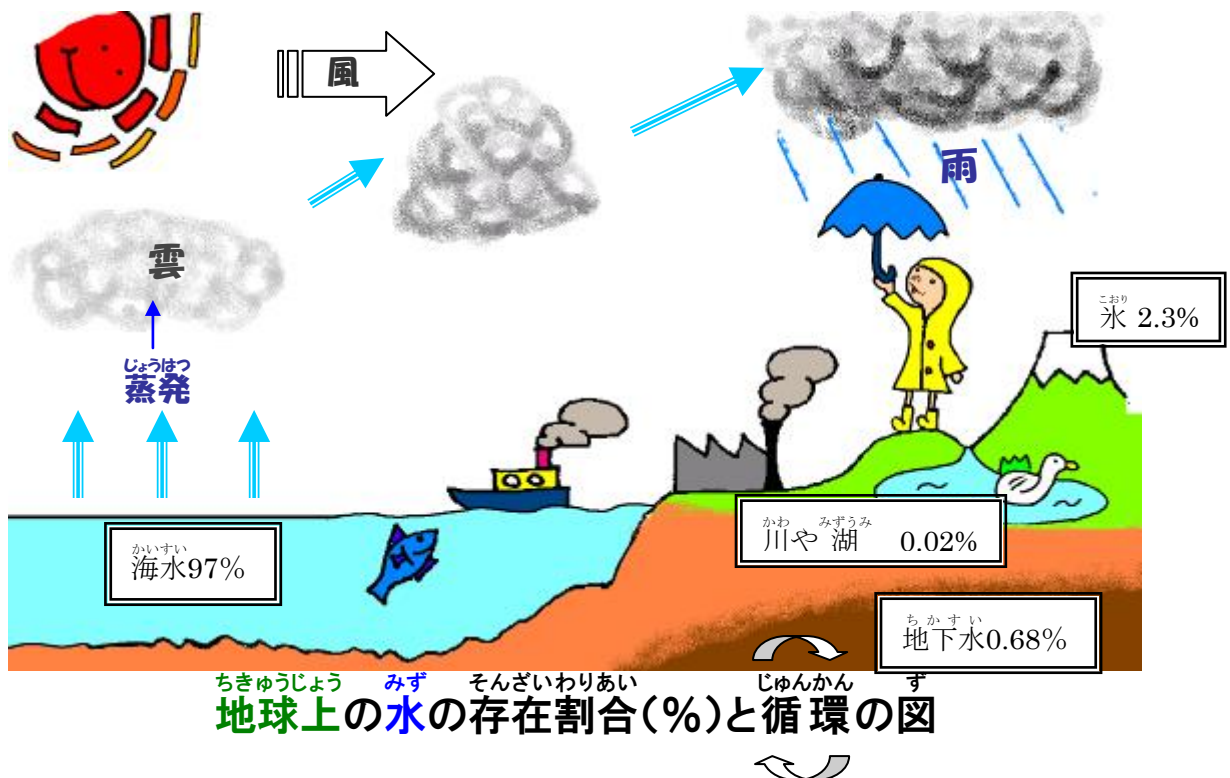 風
雨
雲
こおり
氷 2.3%
じょうはつ
蒸発
かわ みずうみ
川や 湖 0.02%
かいすい
海水97%
ちかすい
地下水0.68%
ちきゅうじょう みず そんざいわりあい じゅんかん ず
地球上の水の存在割合(%)と循環の図